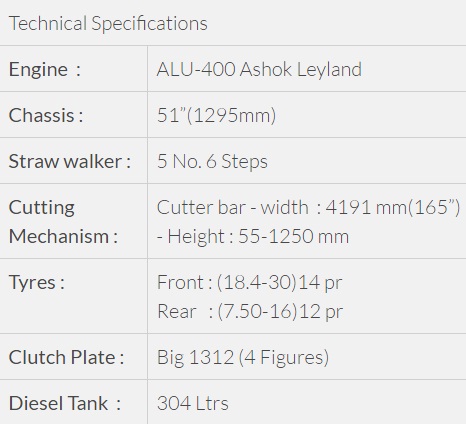 Technical Specifications
Engine : ALU-400 Ashok Leyland
Chassis : 51”(1295mm)
Straw walker : 5 No. 6 Steps
Cutting Mechanism : Cutter bar - width : 4191 mm(165”)
- Height : 55-1250 mm
Tyres : Front : (18.4-30)14 pr
Rear : (7.50-16)12 pr
Clutch Plate : Big 1312 (4 Figures)
Diesel Tank : 304 Ltrs